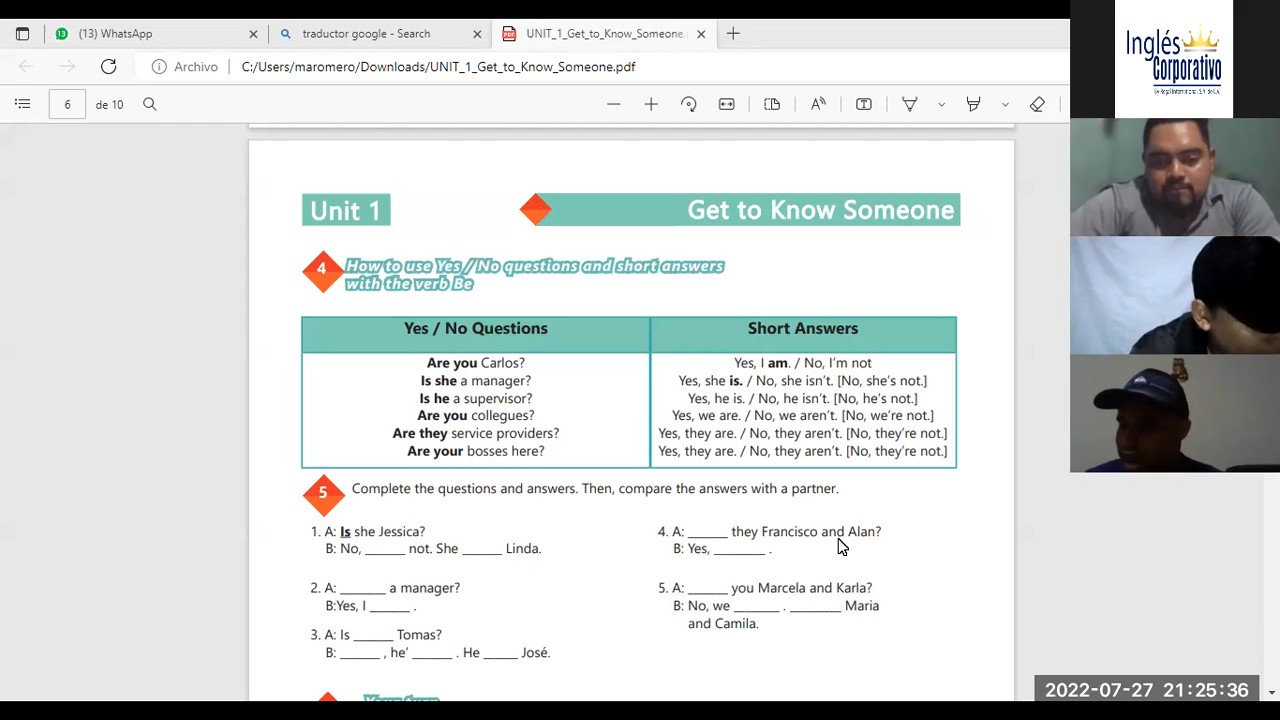 (13) WhatsApp
traductor google - Search
UNIT_1_Get_to_Know_Someone.
Archivo C:/Users/maromero/Downloads/UNIT_1_Get_to_Know_Someone.pdf
6 de 10
Inglés
Corporativo
By Regal International S.A. de C.V.
Unit 1
Get to Know Someone
4 How to use Yes / No questions and short answers
with the verb Be
Yes / No Questions Short Answers
Are you Carlos? Yes, I am. / No, I'm not
Is she a manager? Yes, she is. / No, she isn't. [No, she's not.]
Is he a supervisor? Yes, he is. / No, he isn't. [No, he's not.]
Are you collegues? Yes, we are. / No, we aren't. [No, we're not.]
Are they service providers? Yes, they are. / No, they aren't. [No, they're not.]
Are your bosses here? Yes, they are. / No, they aren't. [No, they're not.]
5 Complete the questions and answers. Then, compare the answers with a partner.
1. A: Is she Jessica?
B: No, ______ not. She ______ Linda.
2. A: _______ a manager?
B:Yes, I ______ .
3. A: Is ______ Tomas?
B: ______ , he' ______ . He _____ José.
4. A: ______ they Francisco and Alan?
B: Yes, ________ .
5. A: ______ you Marcela and Karla?
B: No, we _______ . ________ Maria
and Camila.
Your turn
2022-07-27 21:25:36